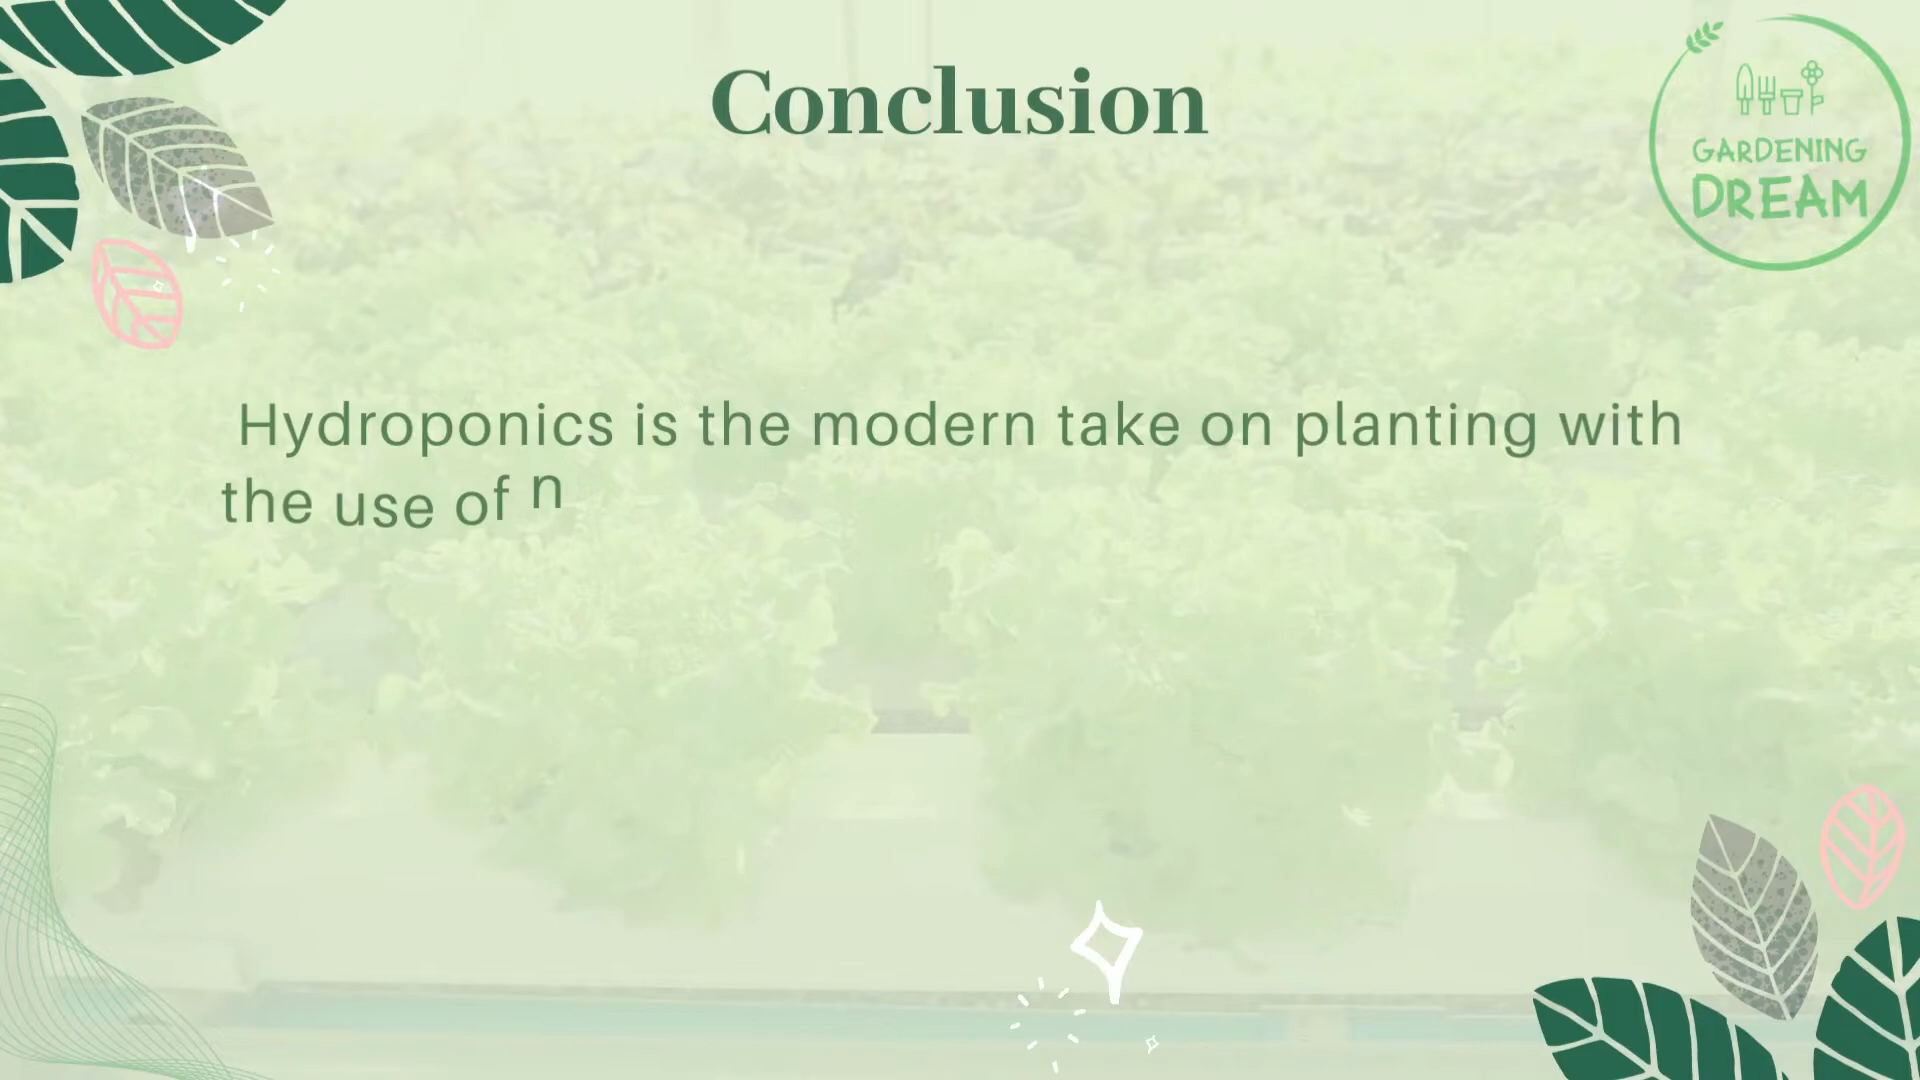 Conclusion
GARDENING
DREAM
Hydroponics is the modern take on planting with
the use of n